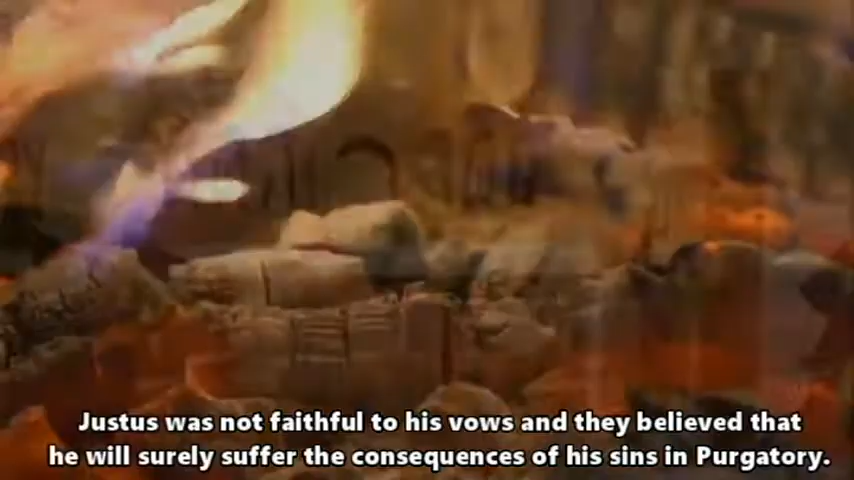 Justus was not faithful to his vows and they believed that
he will surely suffer the consequences of his sins in Purgatory.